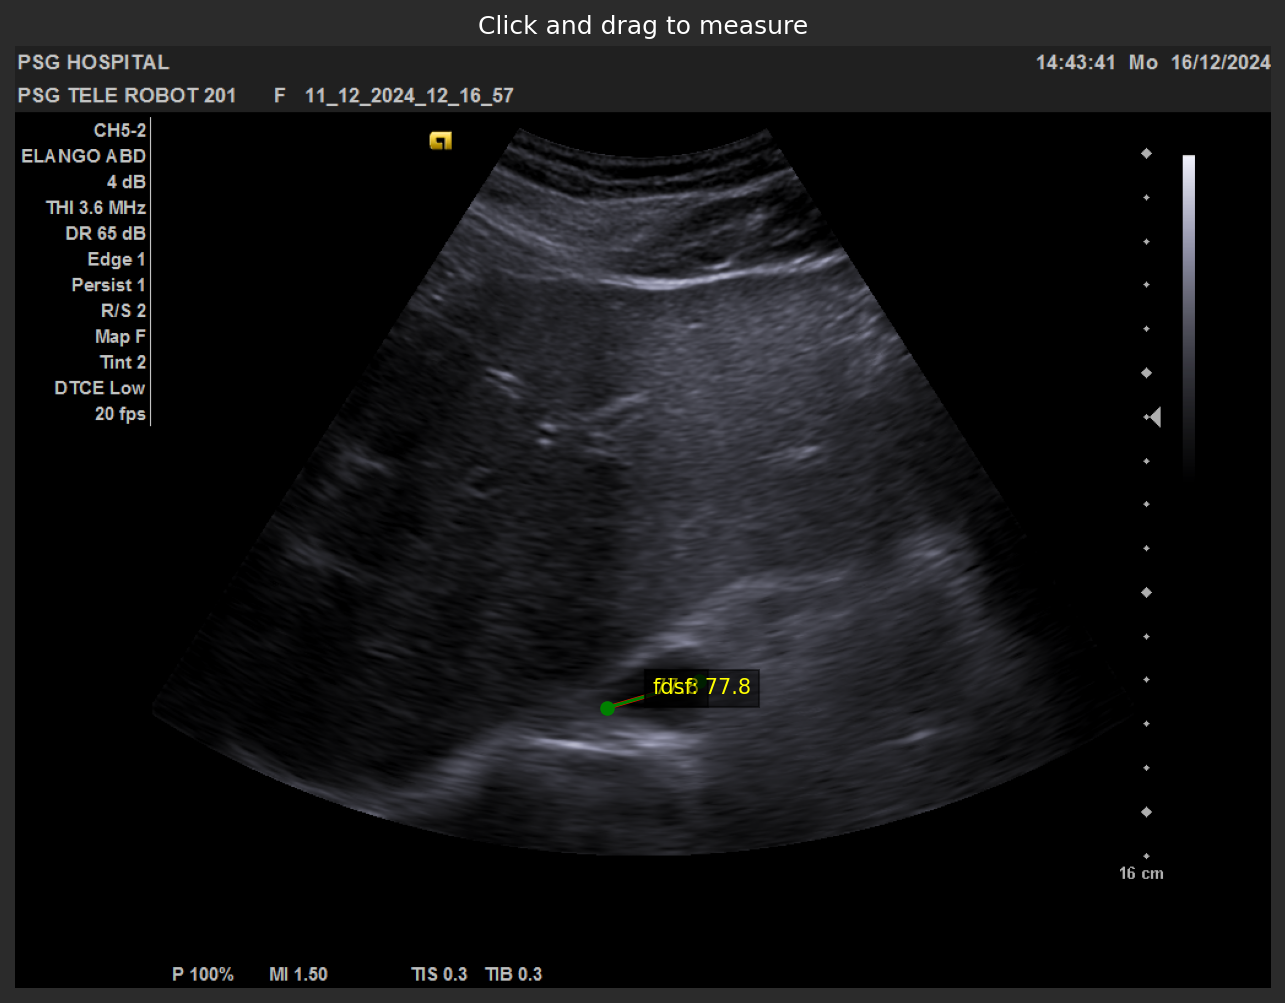 Click and drag to measure
PSG HOSPITAL
14:43:41 Mo 16/12/2024
PSG TELE ROBOT 201 F 11_12_2024_12_16_57
CH5-2
ELANGO ABD
4 dB
THI 3.6 MHz
DR 65 dB
Edge 1
Persist 1
R/S 2
Map F
Tint 2
DTCE Low
20 fps
fdsf: 77.8
16 cm
P 100% MI 1.50 TIS 0.3 TIB 0.3